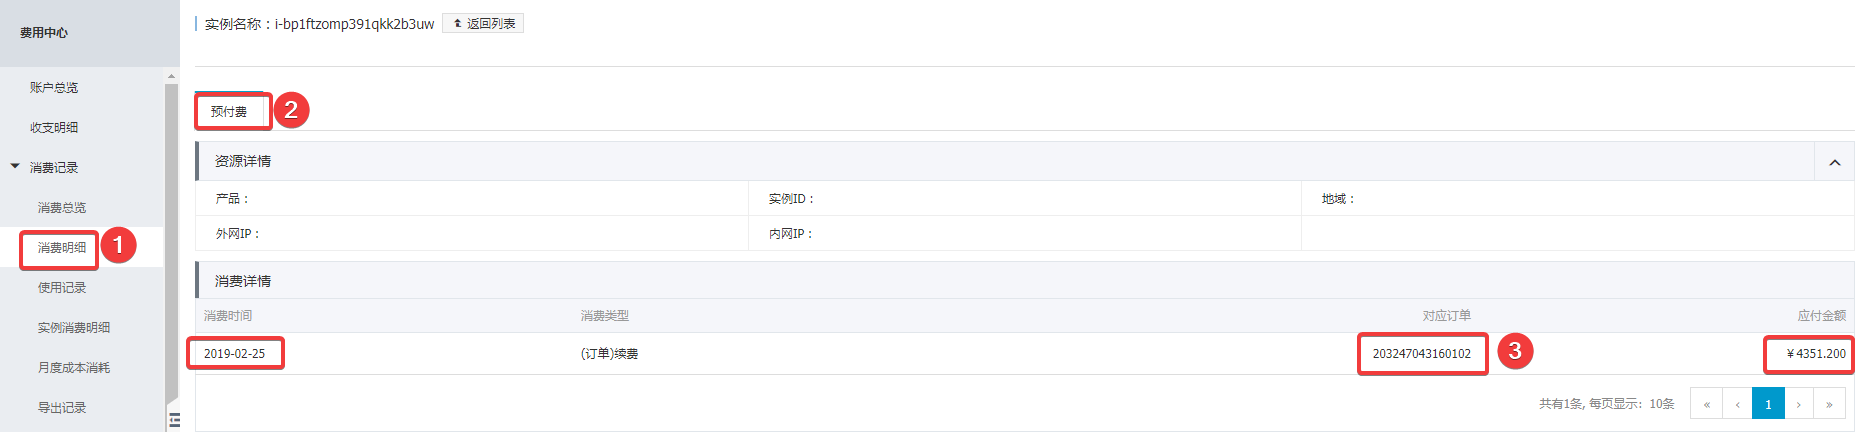 费用中心
账户总览
收支明细
消费记录
消费总览
消费明细
1
使用记录
实例消费明细
月度成本消耗
导出记录
实例名称：i-bp1ftzomp391qkk2b3uw 返回列表
预付费 2
资源详情
产品： 实例ID： 地域：
外网IP： 内网IP：
消费详情
消费时间 消费类型 对应订单 应付金额
2019-02-25 (订单)续费 203247043160102 3 ¥4351.200
共有1条, 每页显示: 10条 « ‹ 1 › »